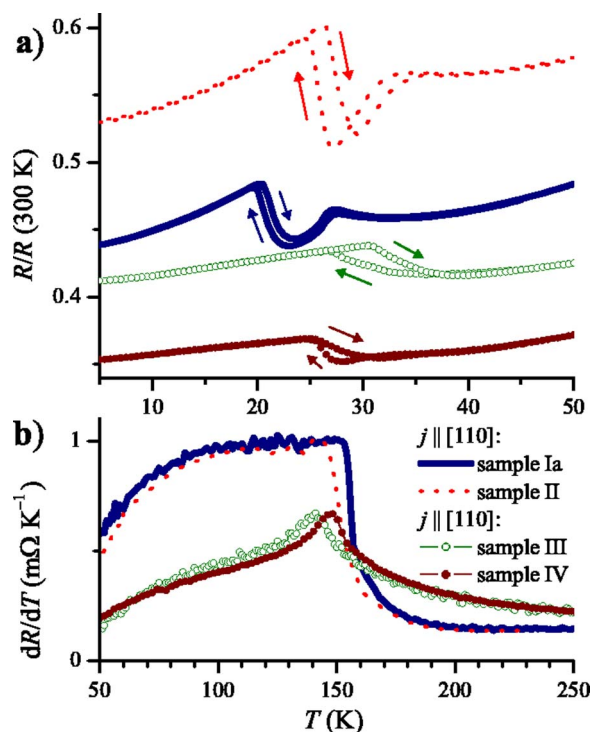 a)
0.6
0.5
0.4
R/R (300 K)
10 20 30 40 50
b)
1
0
dR/dT (mΩ K⁻¹)
j || [110]:
sample Ia
sample II
j || [110]:
sample III
sample IV
50 100 150 200 250
T (K)